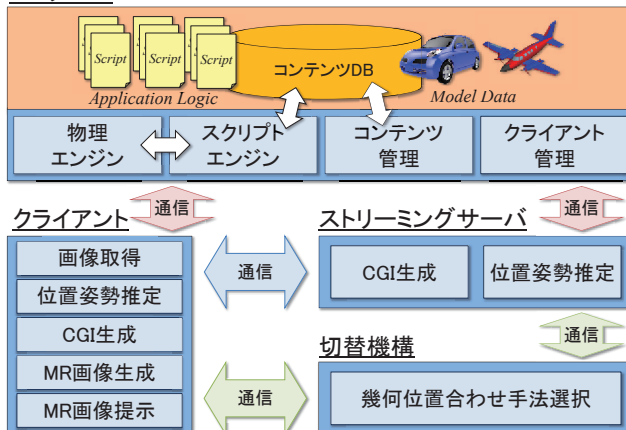 Script
Script
Script
コンテンツDB
Application Logic
Model Data
物理
エンジン
スクリプト
エンジン
コンテンツ
管理
クライアント
管理
通信
通信
クライアント
ストリーミングサーバ
画像取得
位置姿勢推定
CGI生成
MR画像生成
MR画像提示
通信
CGI生成
位置姿勢推定
通信
切替機構
通信
幾何位置合わせ手法選択